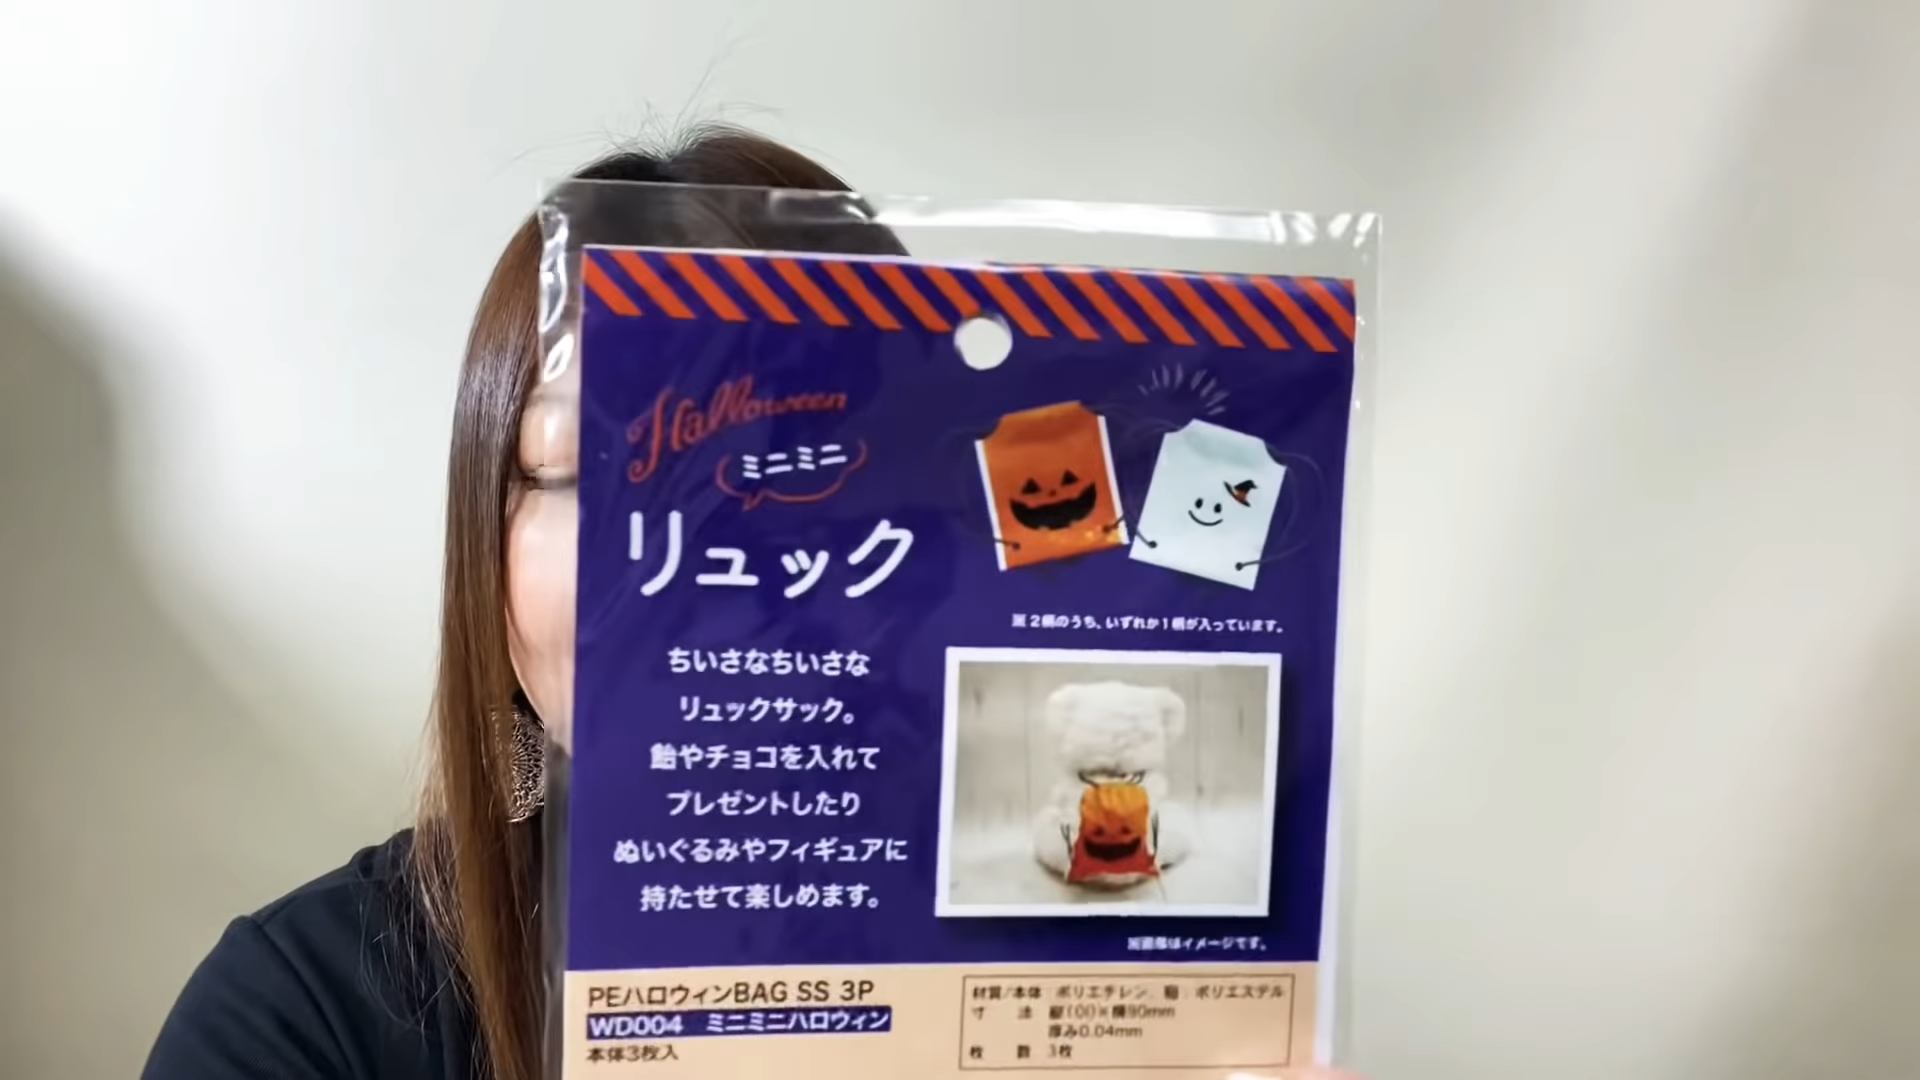 Halloween
ミニミニ
リュック
※2柄のうち、いずれか1柄が入っています。
ちいさなちいさな
リュックサック。
飴やチョコを入れて
プレゼントしたり
ぬいぐるみやフィギュアに
持たせて楽しめます。
※画像はイメージです。
PEハロウィンBAG SS 3P
WD004 ミニミニハロウィン
本体3枚入
材質/本体:ポリエチレン、紐:ポリエステル
寸 法 縦100×横90mm
厚み0.04mm
枚 数 3枚